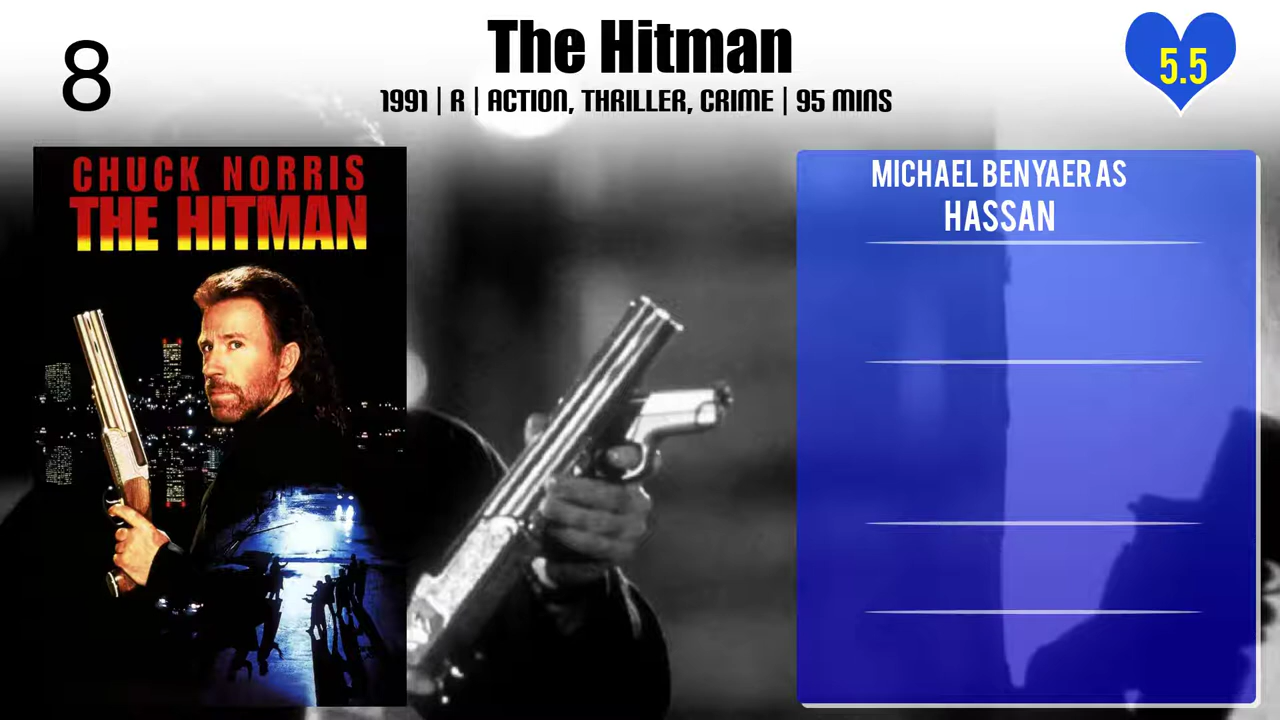 8
The Hitman
1991 | R | ACTION, THRILLER, CRIME | 95 MINS
5.5
CHUCK NORRIS
THE HITMAN
MICHAEL BENYAER AS
HASSAN